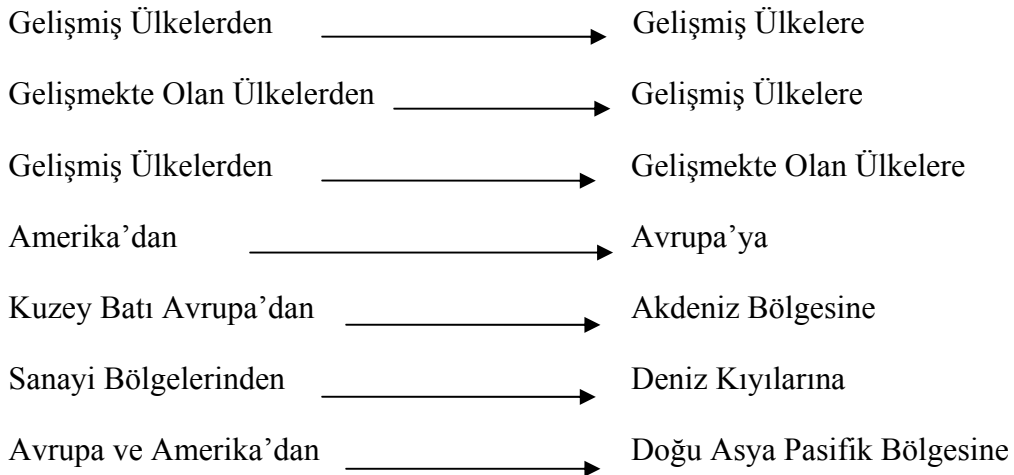 Gelişmiş Ülkelerden Gelişmiş Ülkelere
Gelişmekte Olan Ülkelerden Gelişmiş Ülkelere
Gelişmiş Ülkelerden Gelişmekte Olan Ülkelere
Amerika’dan Avrupa’ya
Kuzey Batı Avrupa’dan Akdeniz Bölgesine
Sanayi Bölgelerinden Deniz Kıyılarına
Avrupa ve Amerika’dan Doğu Asya Pasifik Bölgesine